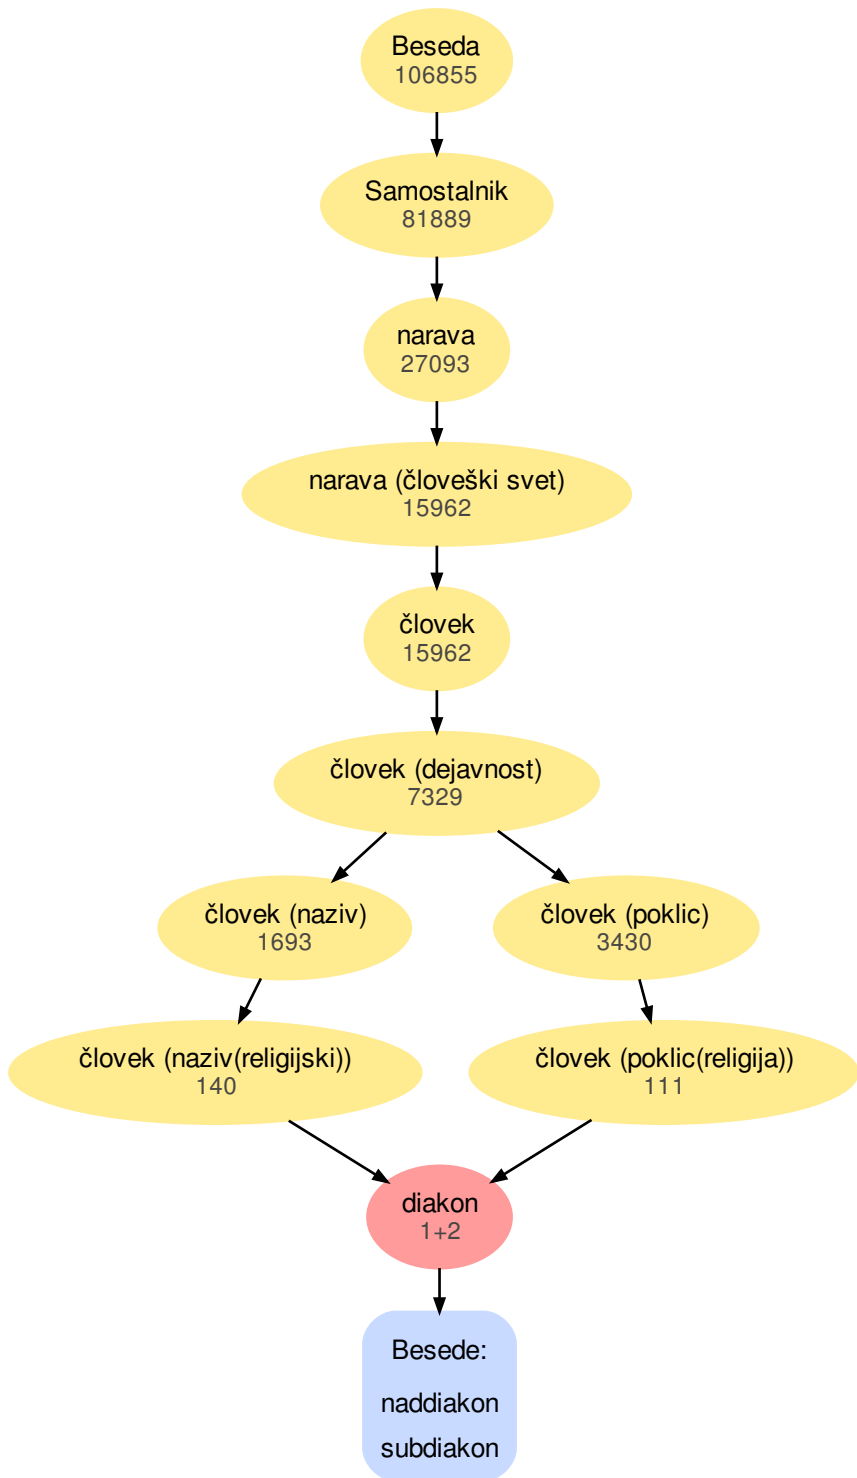 Beseda
106855
Samostalnik
81889
narava
27093
narava (človeški svet)
15962
človek
15962
človek (dejavnost)
7329
človek (naziv)
1693
človek (poklic)
3430
človek (naziv(religijski))
140
človek (poklic(religija))
111
diakon
1+2
Besede:
naddiakon
subdiakon